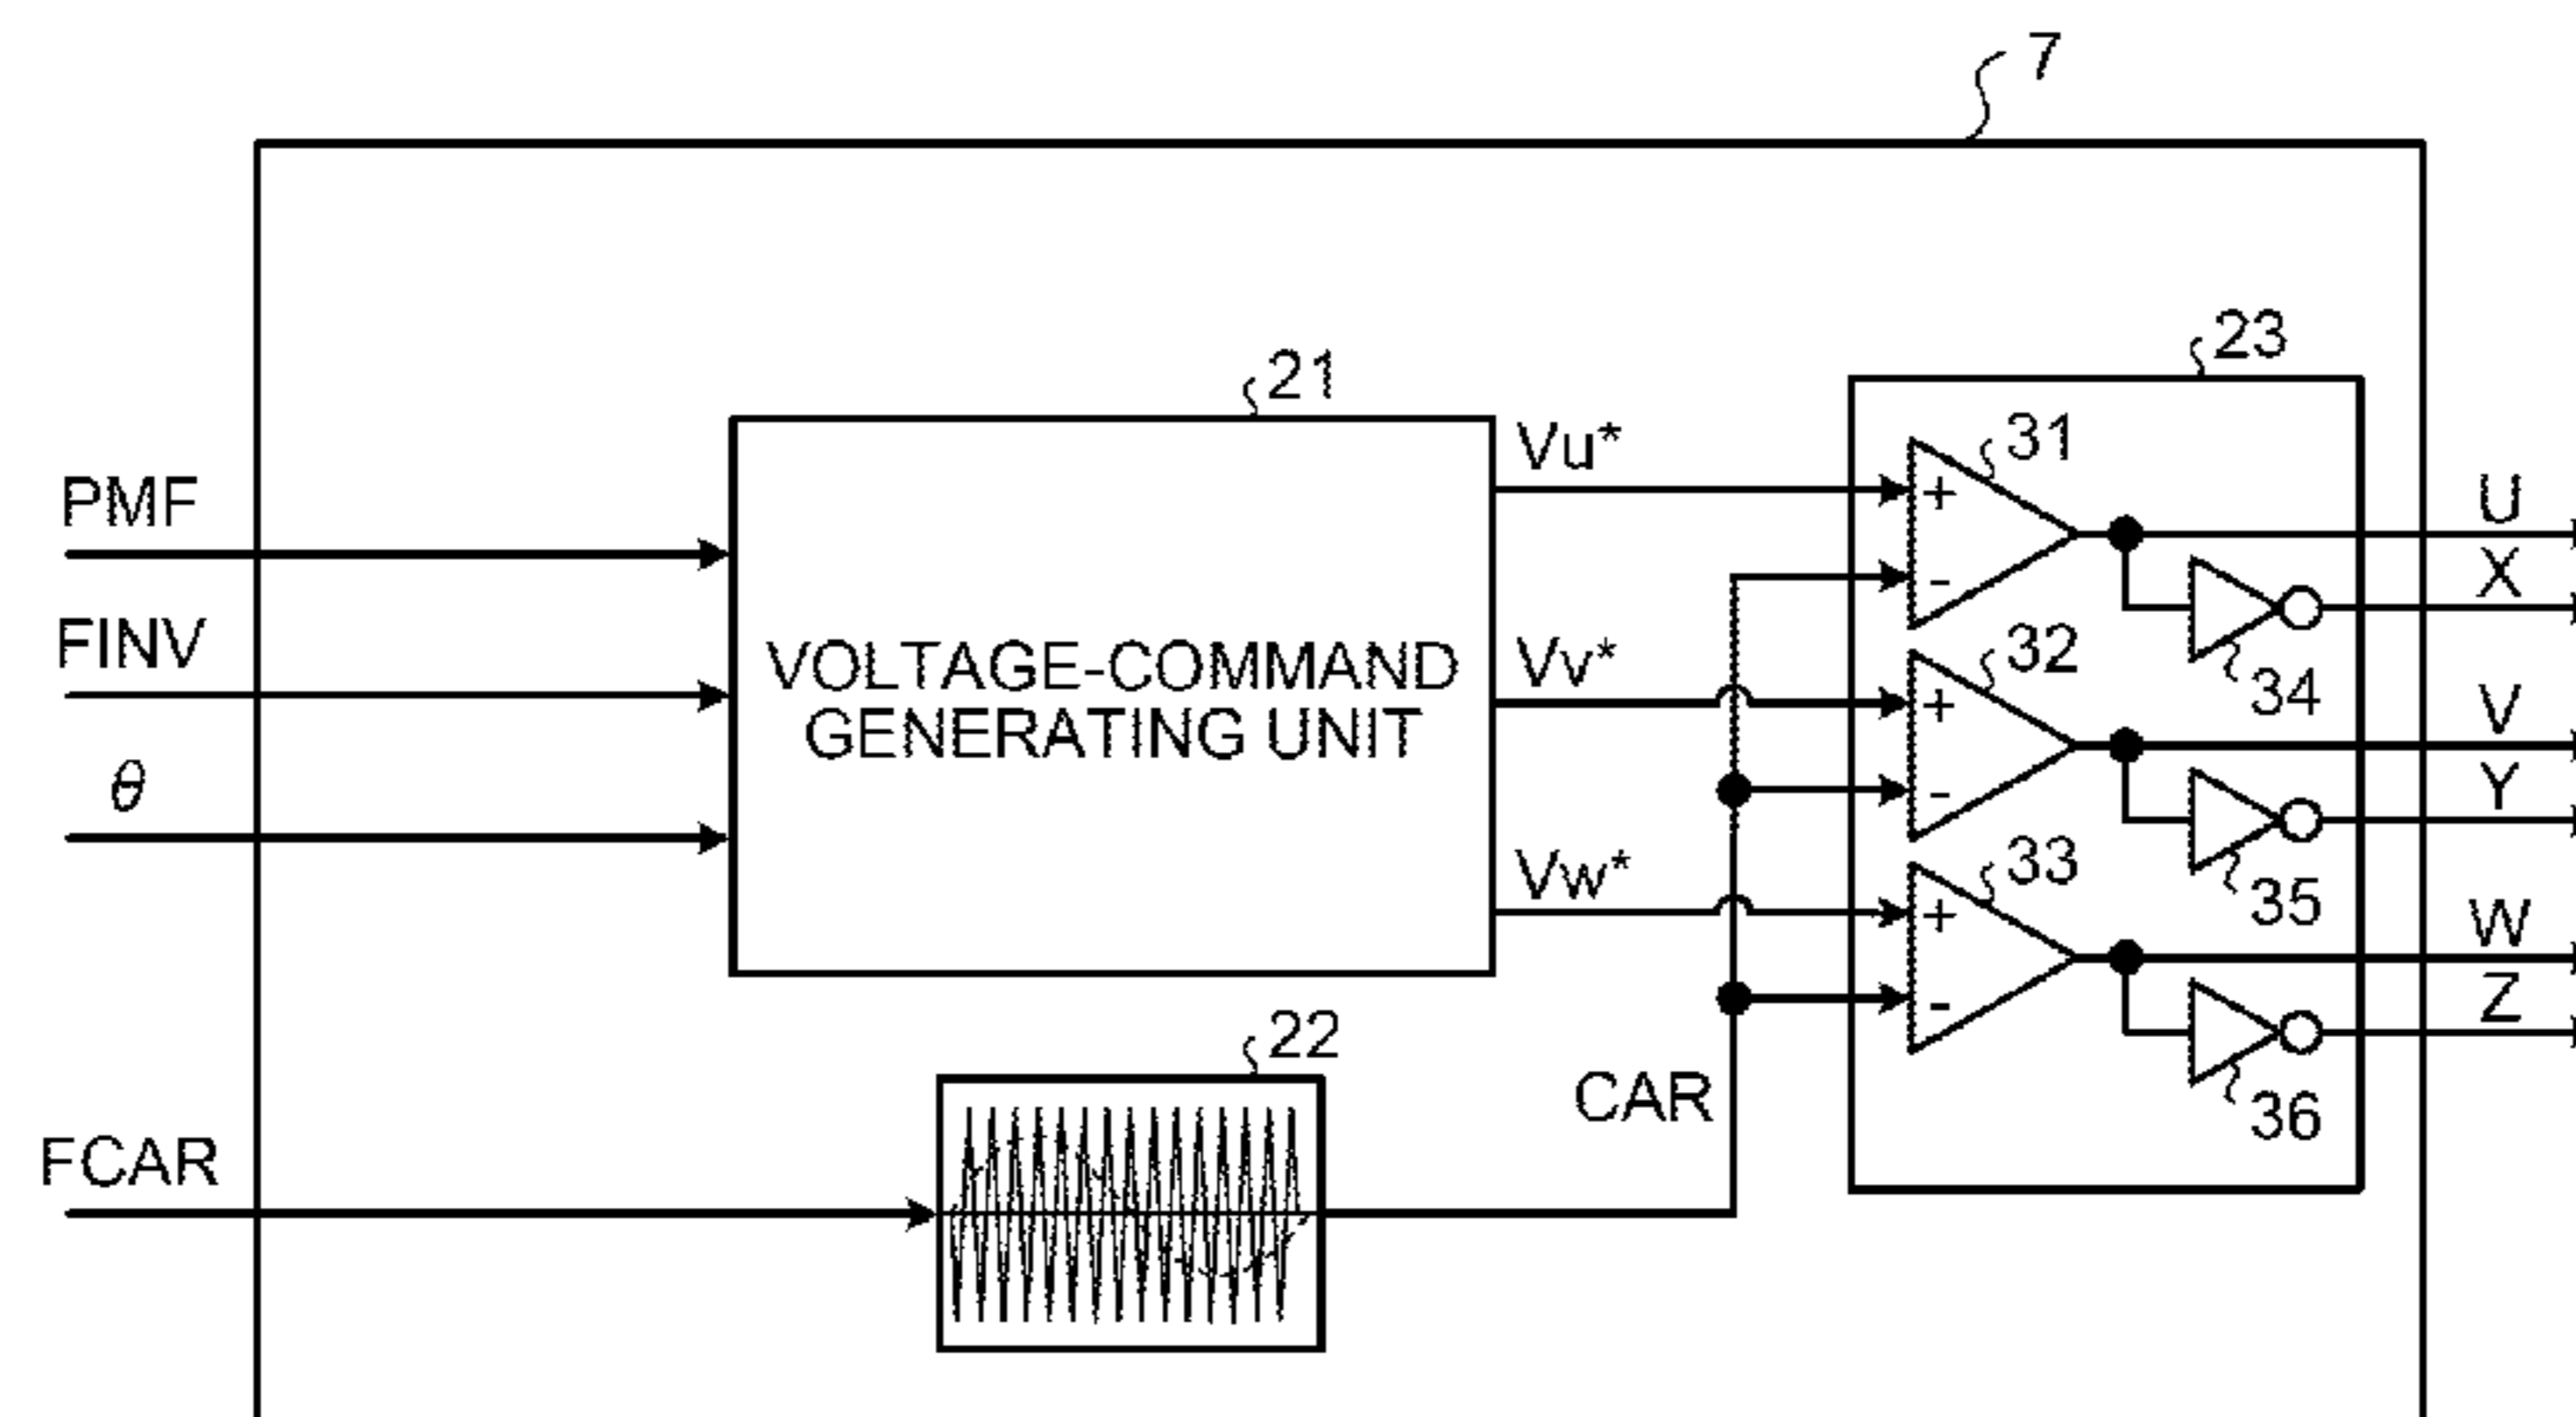 7
23
21
Vu*
31
+
-
U
X
PMF
FINV
θ
VOLTAGE-COMMAND
GENERATING UNIT
Vv*
32
+
-
34
V
Y
Vw*
33
+
-
35
W
Z
22
CAR
36
FCAR